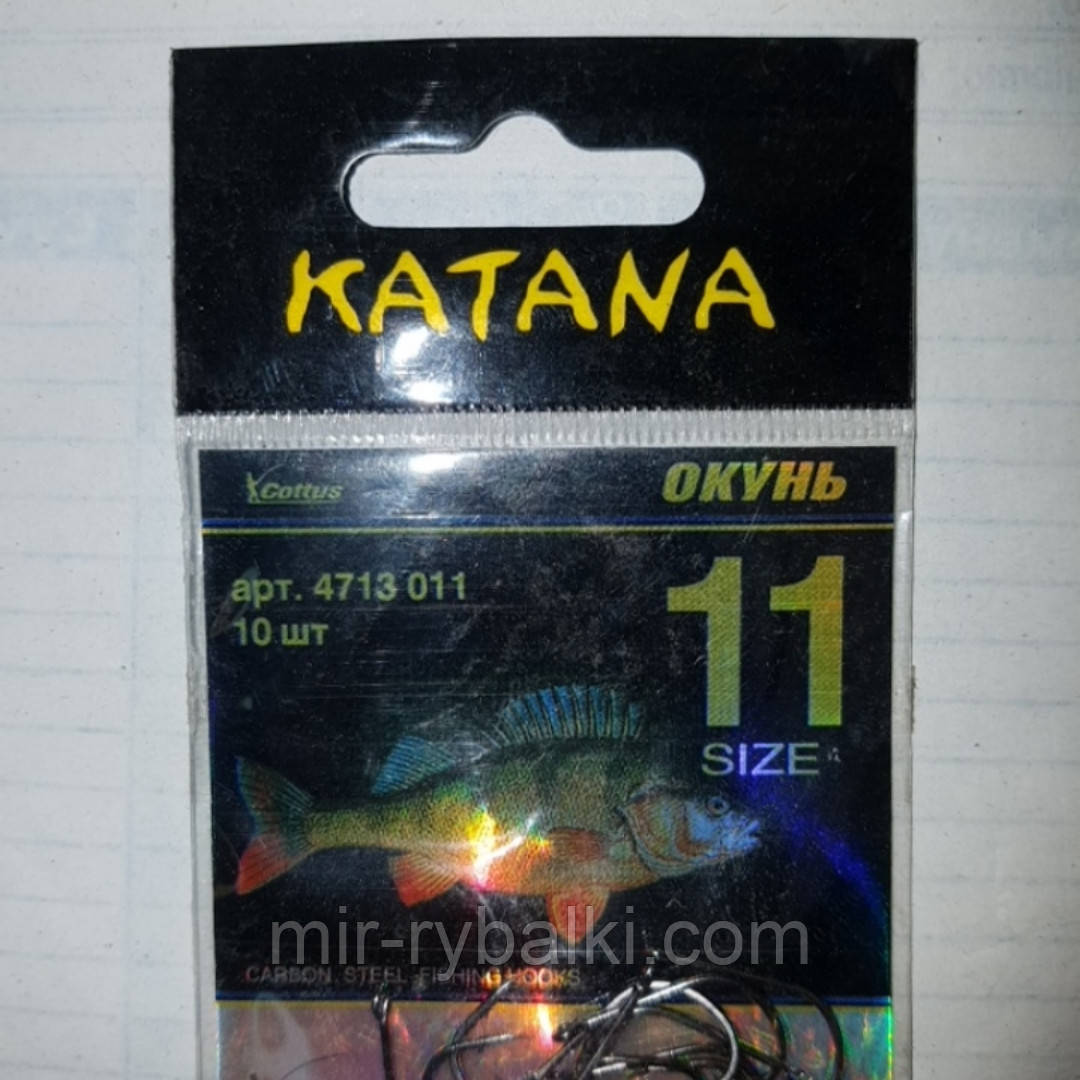 KATANA
Cottus ОКУНЬ
арт. 4713 011
10 шт
11
SIZE
mir-rybalki com
CARBON STEEL FISHING HOOKS